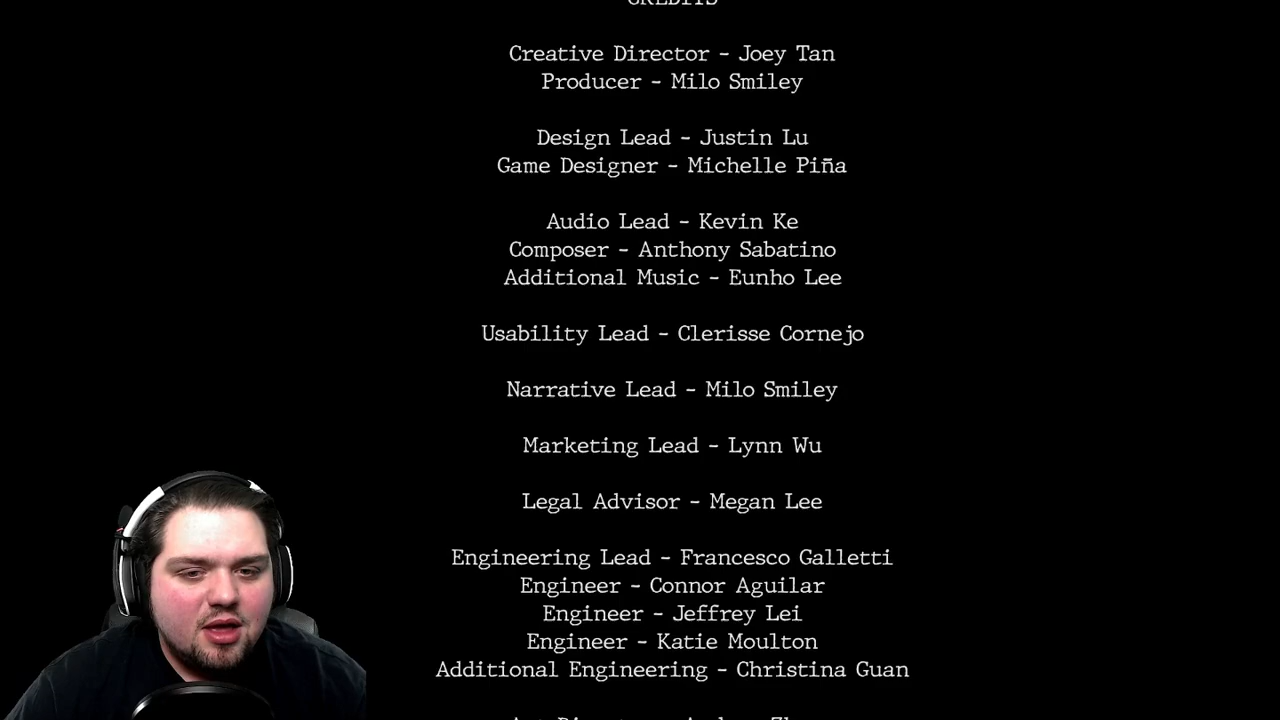 CREDITS
Creative Director - Joey Tan
Producer - Milo Smiley
Design Lead - Justin Lu
Game Designer - Michelle Piña
Audio Lead - Kevin Ke
Composer - Anthony Sabatino
Additional Music - Eunho Lee
Usability Lead - Clerisse Cornejo
Narrative Lead - Milo Smiley
Marketing Lead - Lynn Wu
Legal Advisor - Megan Lee
Engineering Lead - Francesco Galletti
Engineer - Connor Aguilar
Engineer - Jeffrey Lei
Engineer - Katie Moulton
Additional Engineering - Christina Guan